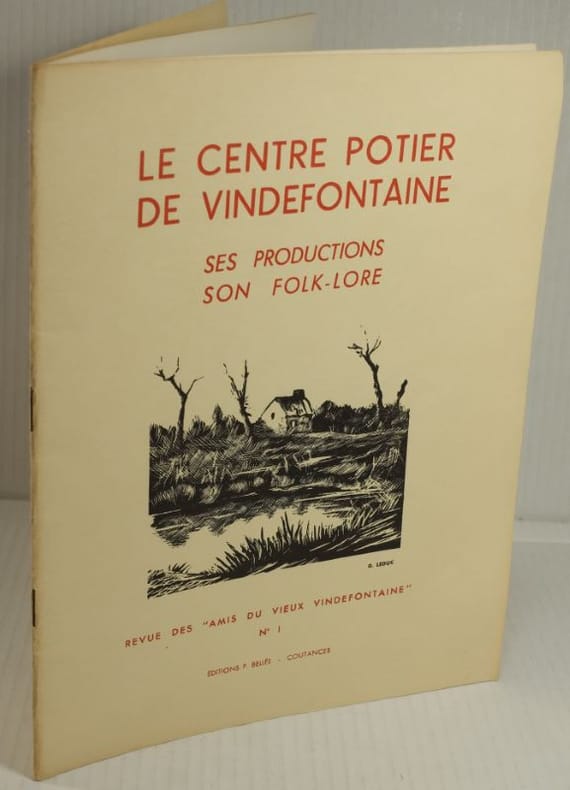 LE CENTRE POTIER
DE VINDEFONTAINE
SES PRODUCTIONS
SON FOLK-LORE
G. LEDUC
REVUE DES "AMIS DU VIEUX VINDEFONTAINE"
N° I
EDITIONS P. BELLÉE - COUTANCES